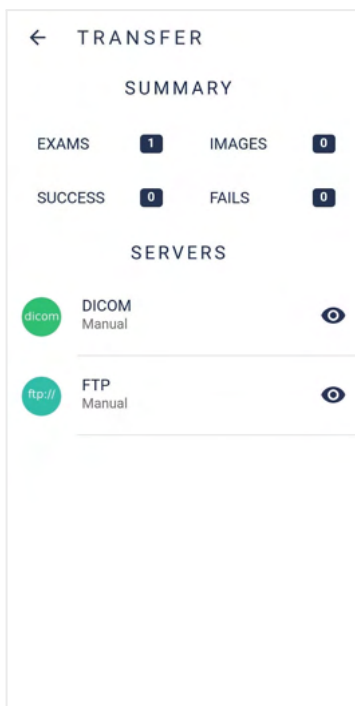 TRANSFER
SUMMARY
EXAMS 1 IMAGES 0
SUCCESS 0 FAILS 0
SERVERS
dicom DICOM
Manual
ftp:// FTP
Manual